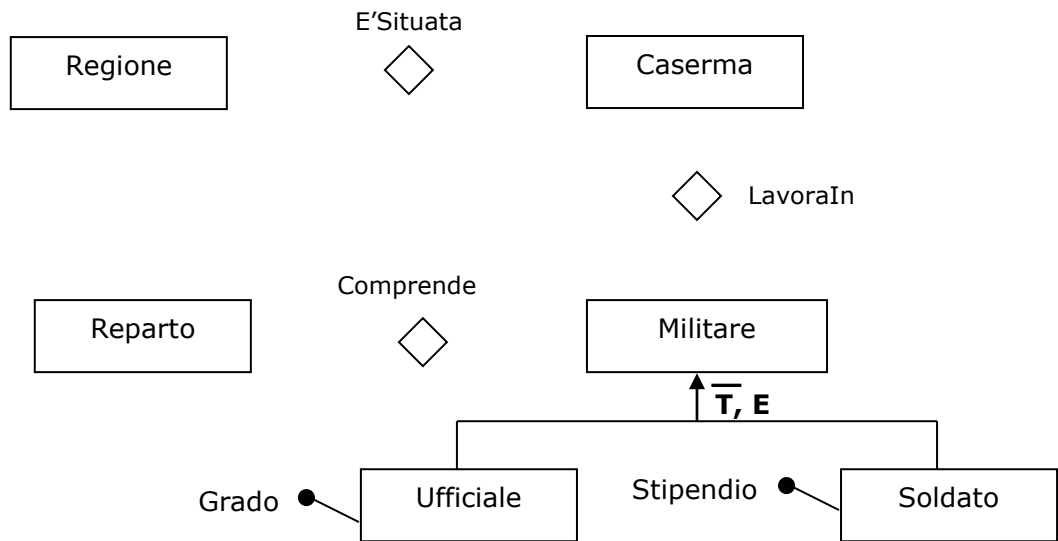 E'Situata
Regione
Caserma
LavoraIn
Comprende
Reparto
Militare
T̅, E
Grado
Ufficiale
Stipendio
Soldato